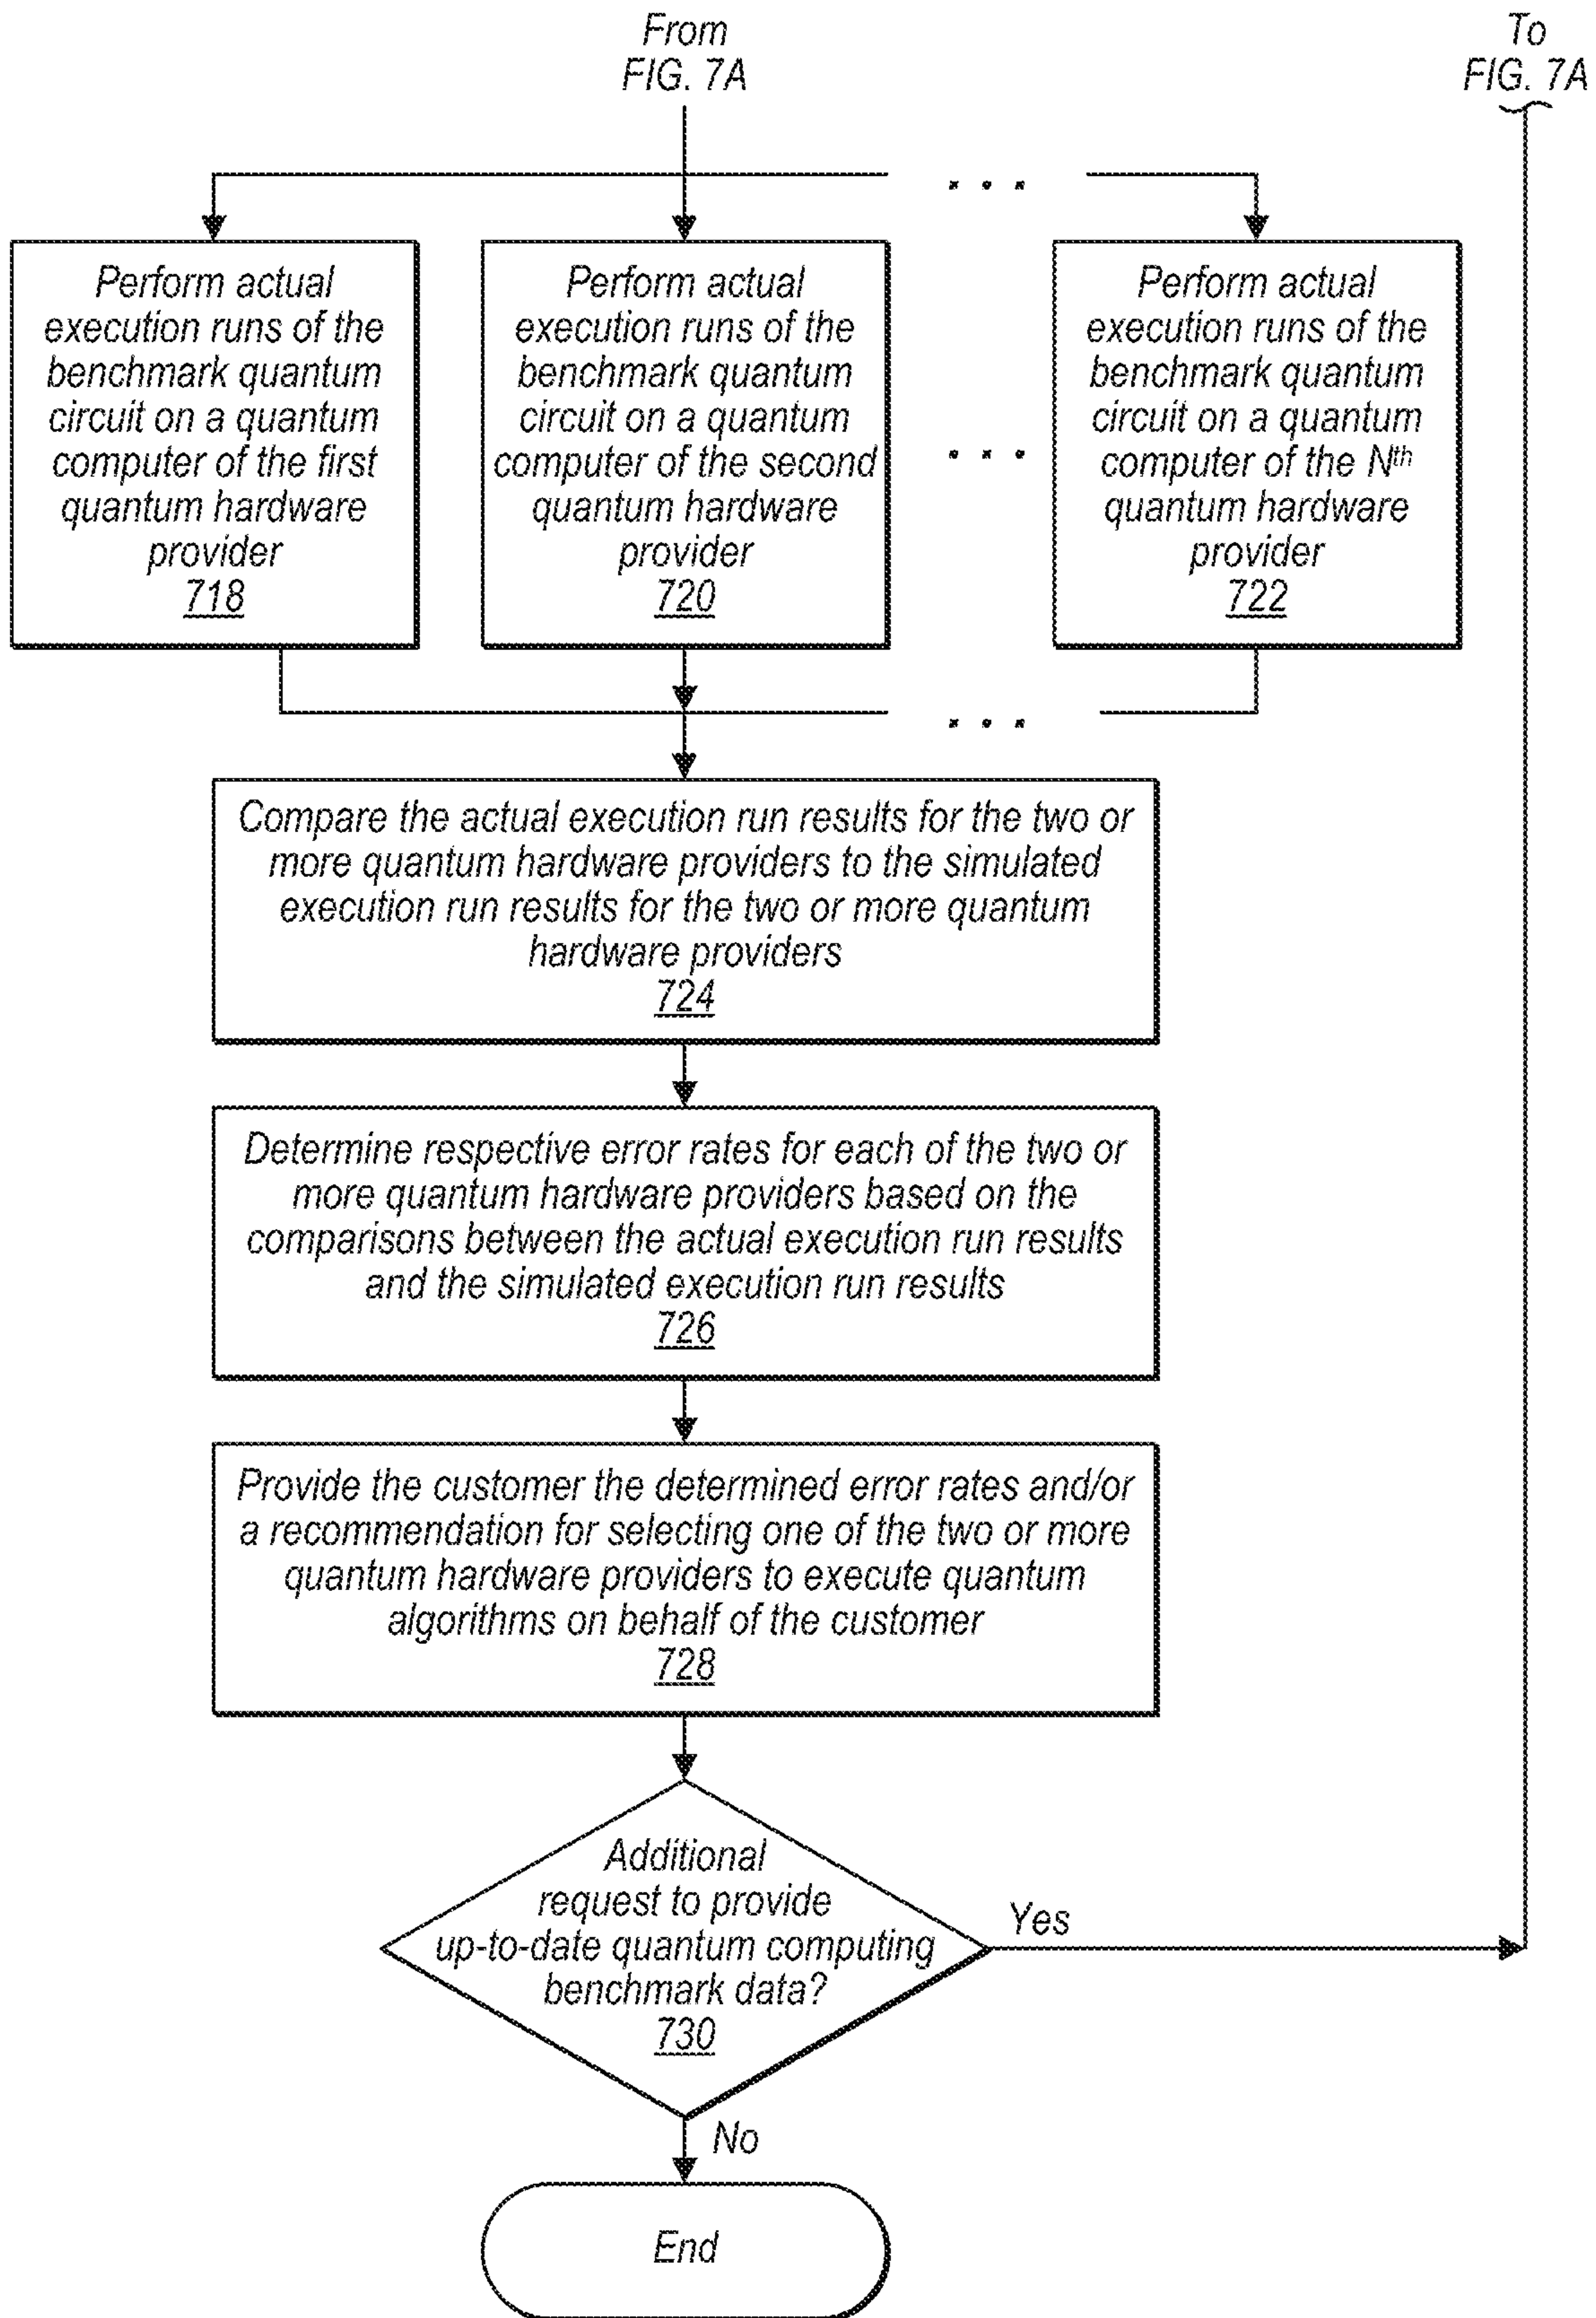 From
FIG. 7A
To
FIG. 7A
Perform actual
execution runs of the
benchmark quantum
circuit on a quantum
computer of the first
quantum hardware
provider
718
Perform actual
execution runs of the
benchmark quantum
circuit on a quantum
computer of the second
quantum hardware
provider
720
. . .
. . .
. . .
Perform actual
execution runs of the
benchmark quantum
circuit on a quantum
computer of the Nth
quantum hardware
provider
722
Compare the actual execution run results for the two or
more quantum hardware providers to the simulated
execution run results for the two or more quantum
hardware providers
724
Determine respective error rates for each of the two or
more quantum hardware providers based on the
comparisons between the actual execution run results
and the simulated execution run results
726
Provide the customer the determined error rates and/or
a recommendation for selecting one of the two or more
quantum hardware providers to execute quantum
algorithms on behalf of the customer
728
Additional
request to provide
up-to-date quantum computing
benchmark data?
730
Yes
No
End